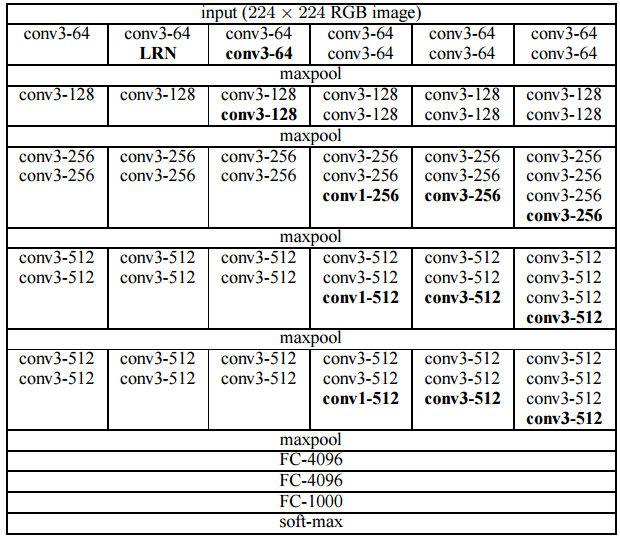 input (224 × 224 RGB image)
conv3-64 conv3-64 conv3-64 conv3-64 conv3-64 conv3-64
LRN conv3-64 conv3-64 conv3-64 conv3-64
maxpool
conv3-128 conv3-128 conv3-128 conv3-128 conv3-128 conv3-128
conv3-128 conv3-128 conv3-128 conv3-128
maxpool
conv3-256 conv3-256 conv3-256 conv3-256 conv3-256 conv3-256
conv3-256 conv3-256 conv3-256 conv3-256 conv3-256 conv3-256
conv1-256 conv3-256 conv3-256
conv3-256
maxpool
conv3-512 conv3-512 conv3-512 conv3-512 conv3-512 conv3-512
conv3-512 conv3-512 conv3-512 conv3-512 conv3-512 conv3-512
conv1-512 conv3-512 conv3-512
conv3-512
maxpool
conv3-512 conv3-512 conv3-512 conv3-512 conv3-512 conv3-512
conv3-512 conv3-512 conv3-512 conv3-512 conv3-512 conv3-512
conv1-512 conv3-512 conv3-512
conv3-512
maxpool
FC-4096
FC-4096
FC-1000
soft-max